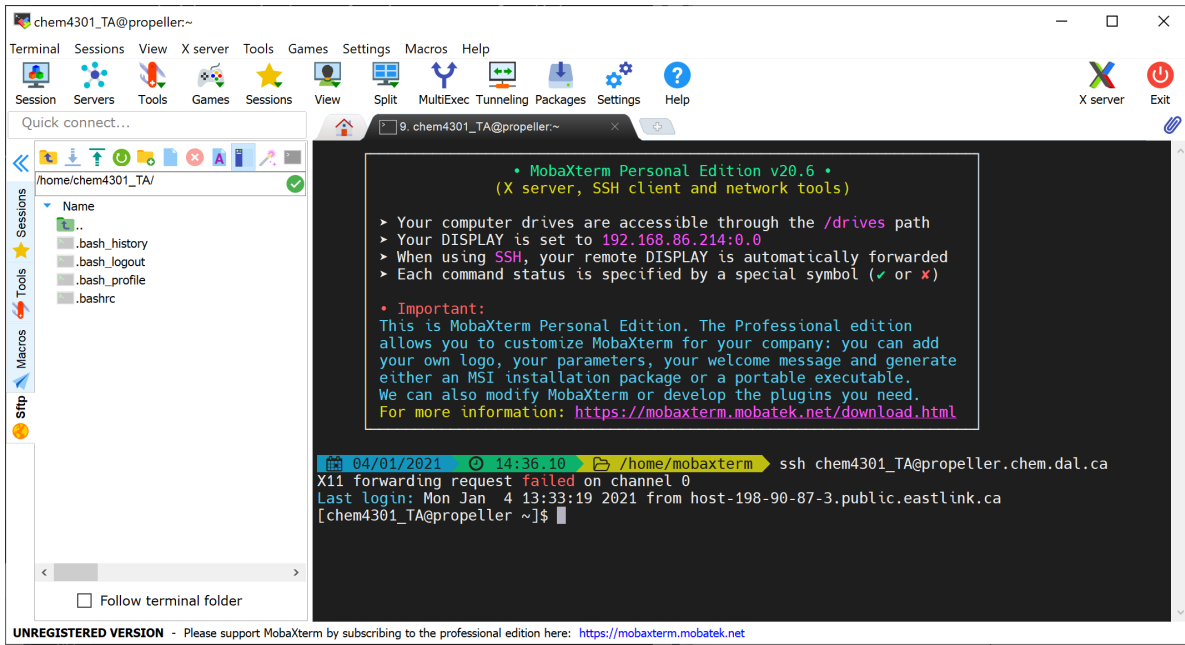 chem4301_TA@propeller:~
Terminal Sessions View X server Tools Games Settings Macros Help
Session Servers Tools Games Sessions View Split MultiExec Tunneling Packages Settings Help X server Exit
Quick connect...
9. chem4301_TA@propeller:~
/home/chem4301_TA/
Name
..
.bash_history
.bash_logout
.bash_profile
.bashrc
Sessions
Tools
Macros
Sftp
Follow terminal folder
• MobaXterm Personal Edition v20.6 •
(X server, SSH client and network tools)
➤ Your computer drives are accessible through the /drives path
➤ Your DISPLAY is set to 192.168.86.214:0.0
➤ When using SSH, your remote DISPLAY is automatically forwarded
➤ Each command status is specified by a special symbol (✔ or ✘)
• Important:
This is MobaXterm Personal Edition. The Professional edition
allows you to customize MobaXterm for your company: you can add
your own logo, your parameters, your welcome message and generate
either an MSI installation package or a portable executable.
We can also modify MobaXterm or develop the plugins you need.
For more information: https://mobaxterm.mobatek.net/download.html
04/01/2021 14:36.10 /home/mobaxterm ssh chem4301_TA@propeller.chem.dal.ca
X11 forwarding request failed on channel 0
Last login: Mon Jan  4 13:33:19 2021 from host-198-90-87-3.public.eastlink.ca
[chem4301_TA@propeller ~]$
UNREGISTERED VERSION - Please support MobaXterm by subscribing to the professional edition here: https://mobaxterm.mobatek.net